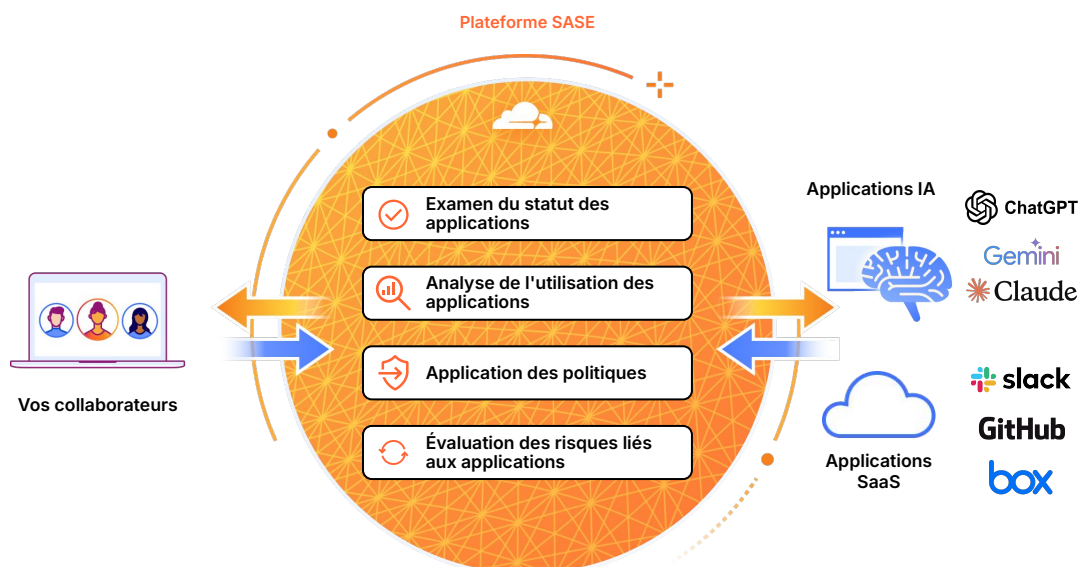 Plateforme SASE
Examen du statut des
applications
Analyse de l'utilisation des
applications
Application des politiques
Évaluation des risques liés
aux applications
Vos collaborateurs
Applications IA
ChatGPT
Gemini
Claude
slack
GitHub
box
Applications
SaaS